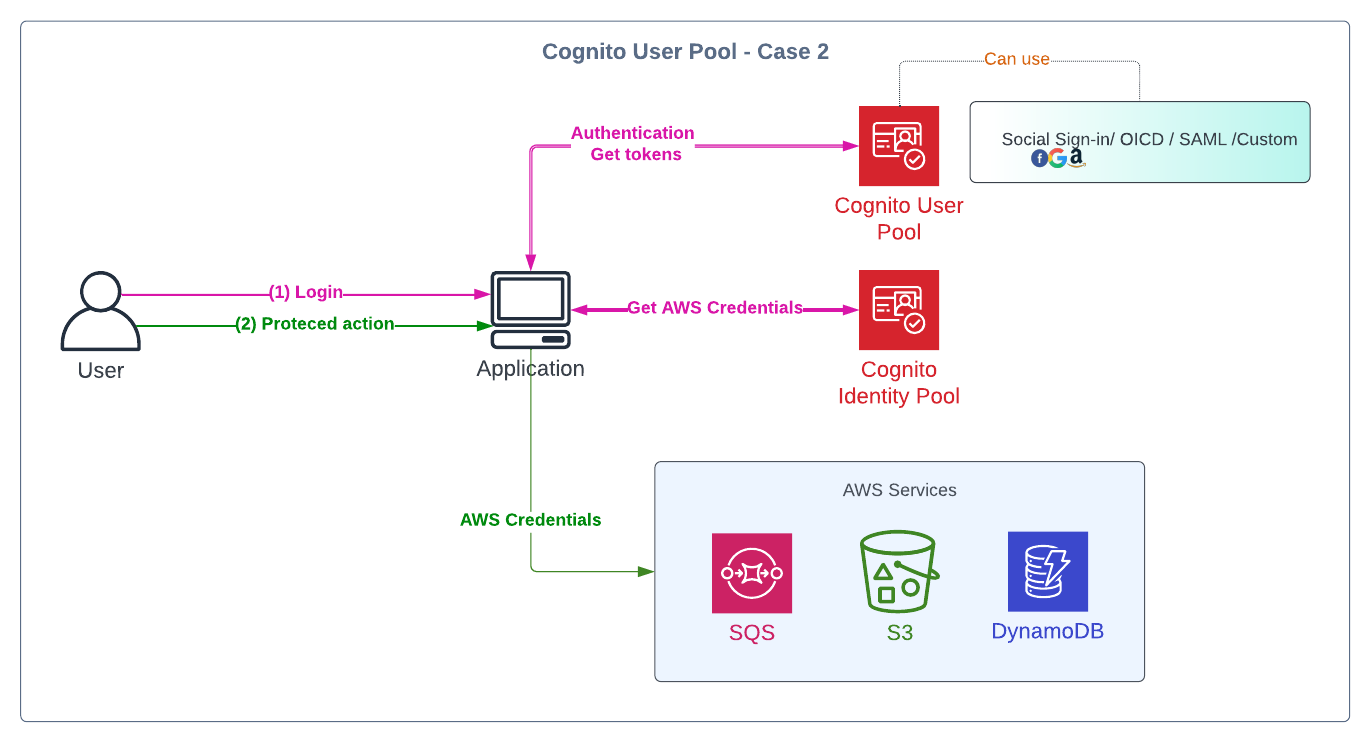 Cognito User Pool - Case 2
Can use
Authentication
Get tokens
Social Sign-in/ OICD / SAML /Custom
f G a
Cognito User
Pool
(1) Login
(2) Proteced action
Get AWS Credentials
User
Application
Cognito
Identity Pool
AWS Services
AWS Credentials
SQS
S3
DynamoDB